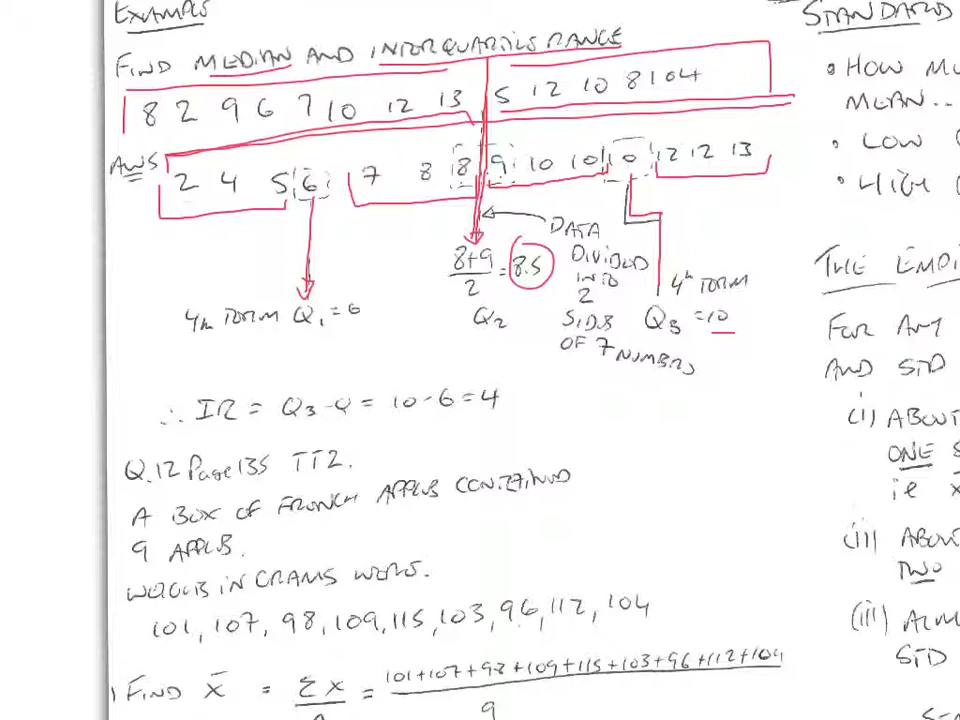 EXAMPLE
FIND MEDIAN AND INTERQUARTILE RANGE
8 2 9 6 7 10 12 13 5 12 10 8 10 4
ANS
2 4 5 6 7 8 8 9 10 10 10 12 12 13
8+9
2
= 8.5
DATA
DIVIDED
INTO
2
SIDES
OF 7 NUMBERS
4th TERM Q1 = 6
Q2
4th TERM
Q3 = 10
∴ IR = Q3 - Q = 10 - 6 = 4
Q.12 Page 135 TT2.
A BOX OF FRENCH APPLES CONTAINED
9 APPLES.
WEIGHTS IN GRAMS WERE.
101, 107, 98, 109, 115, 103, 96, 112, 104
FIND x̄ = Σx = 101+107+98+109+115+103+96+112+104
9
STANDARD
• HOW MU
MEAN..
• LOW
• HIGH
THE EMPI
FOR ANY
AND STD
(i) ABOUT
ONE S
ie x
(ii) ABOU
TWO
(iii) ALM
STD